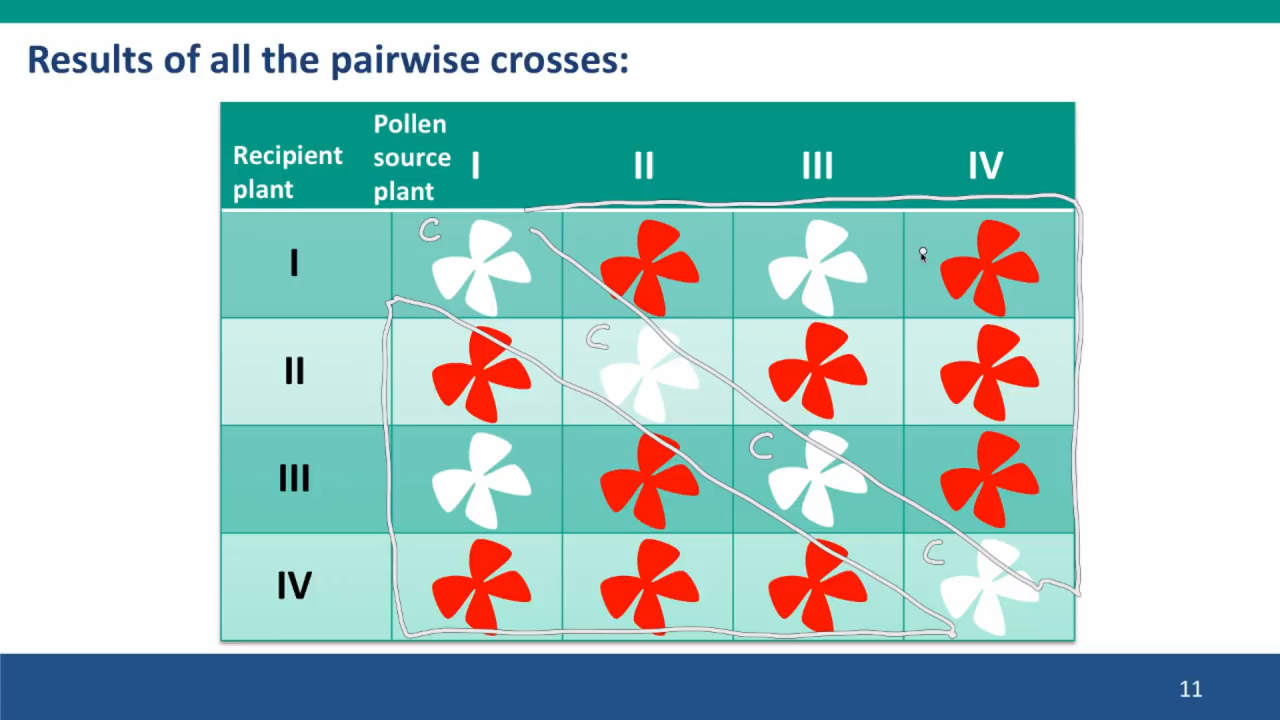 Results of all the pairwise crosses:
Recipient plant
Pollen source plant
I II III IV
I C
II C
III C
IV C
11